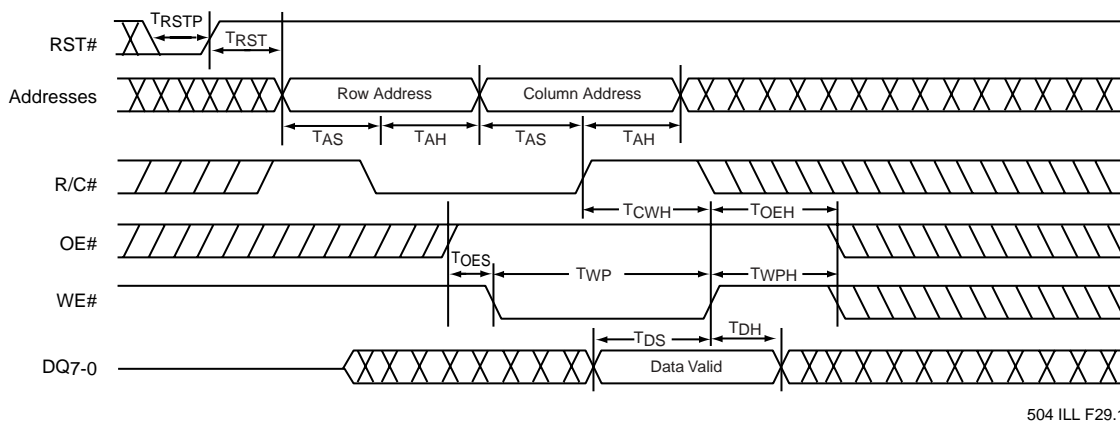 TRSTP
RST#
TRST
Addresses
Row Address
Column Address
TAS
TAH
TAS
TAH
R/C#
TCWH
TOEH
OE#
TOES
TWP
TWPH
WE#
TDS
TDH
DQ7-0
Data Valid
504 ILL F29.1